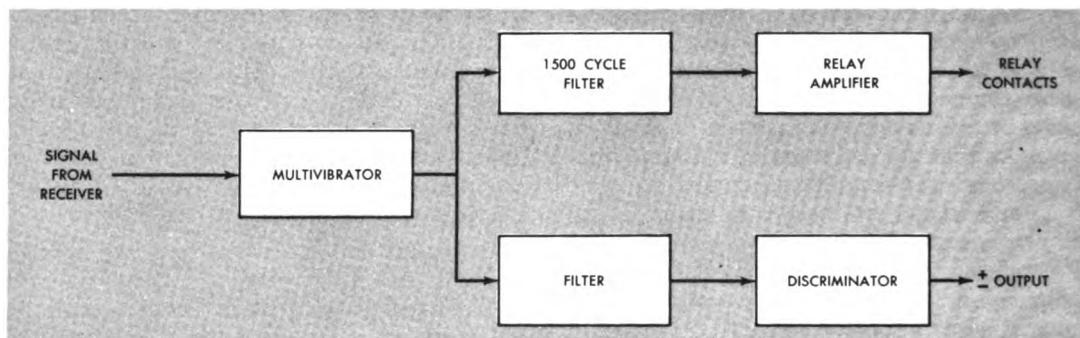 SIGNAL
FROM
RECEIVER
MULTIVIBRATOR
1500 CYCLE
FILTER
RELAY
AMPLIFIER
RELAY
CONTACTS
FILTER
DISCRIMINATOR
± OUTPUT